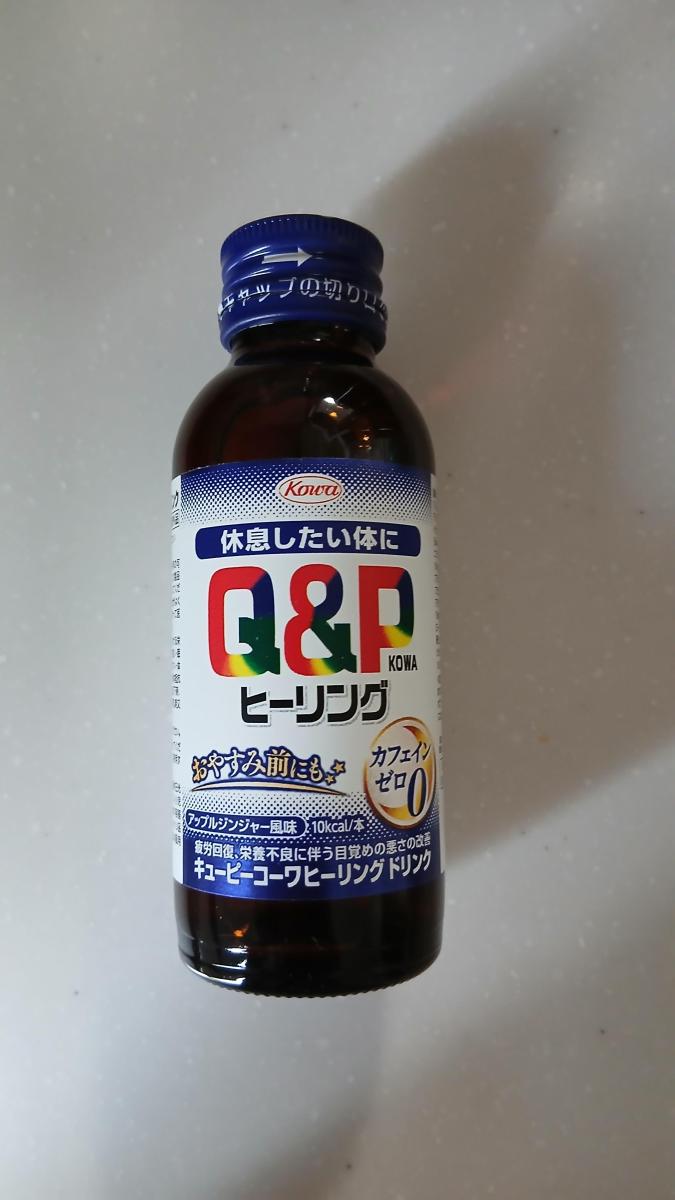 キャップの切り口
Kowa
休息したい体に
Q&P
KOWA
ヒーリング
おやすみ前にも
カフェイン
ゼロ0
アップルジンジャー風味 10kcal/本
疲労回復、栄養不良に伴う目覚めの悪さの改善
キューピーコーワヒーリングドリンク